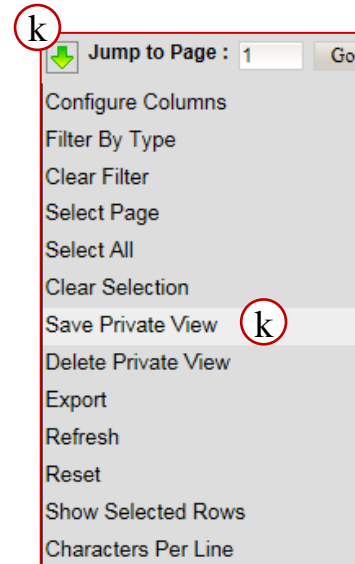 k
Jump to Page : 1 Go
Configure Columns
Filter By Type
Clear Filter
Select Page
Select All
Clear Selection
Save Private View k
Delete Private View
Export
Refresh
Reset
Show Selected Rows
Characters Per Line